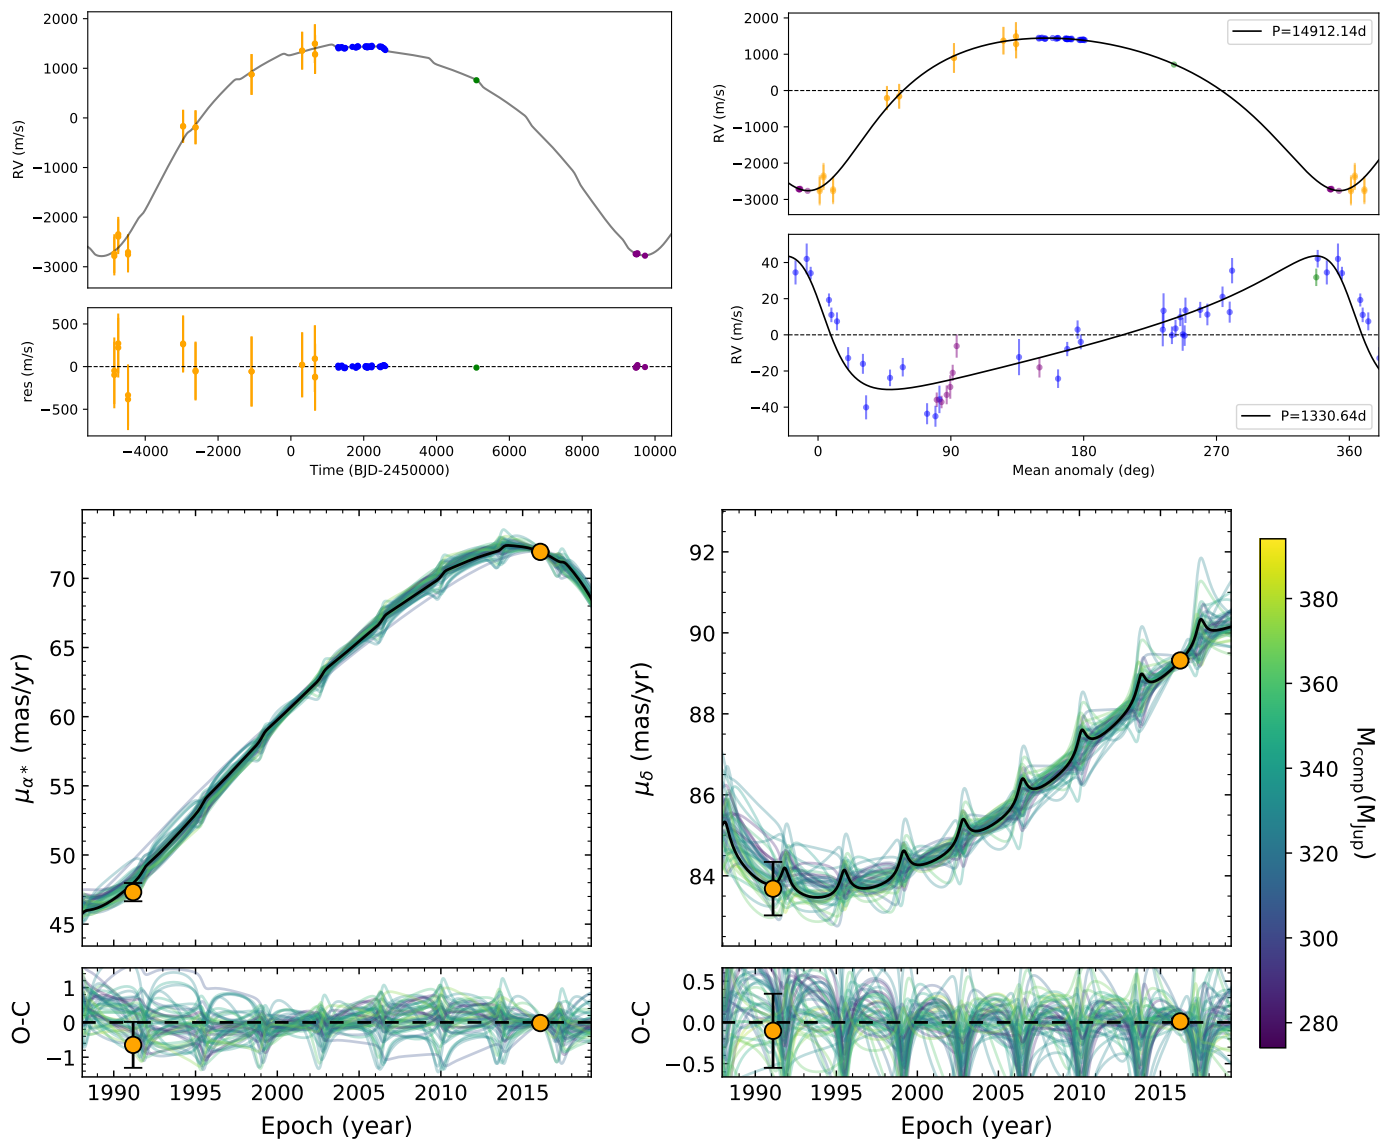 2000
1000
0
−1000
−2000
−3000
RV (m/s)
500
0
−500
res (m/s)
−4000 −2000 0 2000 4000 6000 8000 10000
Time (BJD-2450000)
P=14912.14d
2000
1000
0
−1000
−2000
−3000
RV (m/s)
40
20
0
−20
−40
RV (m/s)
P=1330.64d
0 90 180 270 360
Mean anomaly (deg)
70
65
60
55
50
45
μα* (mas/yr)
1
0
−1
O-C
1990 1995 2000 2005 2010 2015
Epoch (year)
92
90
88
86
84
μδ (mas/yr)
0.5
0.0
−0.5
O-C
1990 1995 2000 2005 2010 2015
Epoch (year)
380
360
340
320
300
280
Mcomp(MJup)